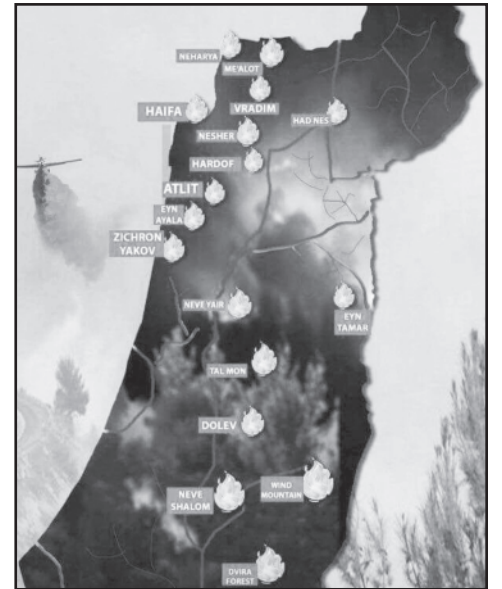 NEHARYA
ME'ALOT
VRADIM
HAIFA
HAD NES
NESHER
HARDOF
ATLIT
EYN
AYALA
ZICHRON
YAKOV
NEVE YAIR
EYN
TAMAR
TAL MON
DOLEV
NEVE
SHALOM
WIND
MOUNTAIN
DVIRA
FOREST